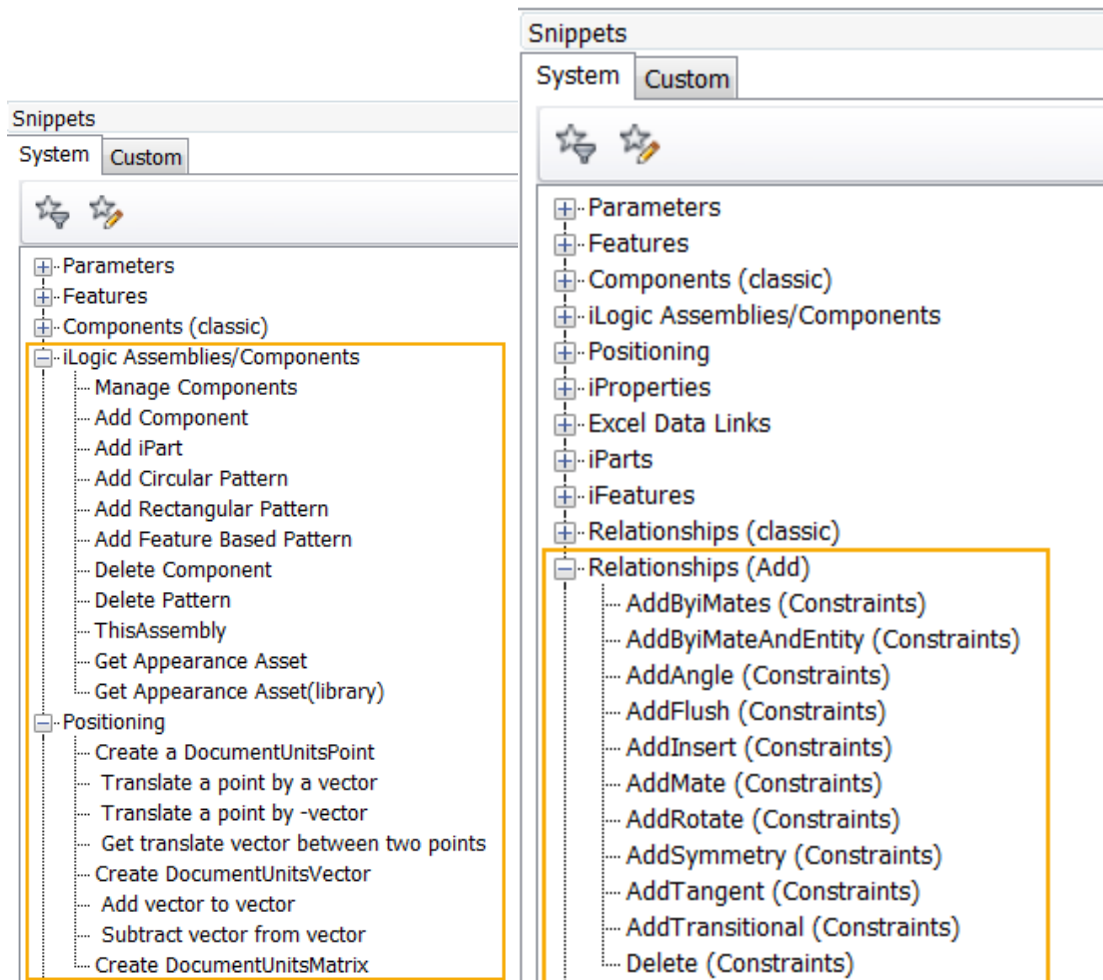 Snippets
System Custom
Parameters
Features
Components (classic)
iLogic Assemblies/Components
Manage Components
Add Component
Add iPart
Add Circular Pattern
Add Rectangular Pattern
Add Feature Based Pattern
Delete Component
Delete Pattern
ThisAssembly
Get Appearance Asset
Get Appearance Asset(library)
Positioning
Create a DocumentUnitsPoint
Translate a point by a vector
Translate a point by -vector
Get translate vector between two points
Create DocumentUnitsVector
Add vector to vector
Subtract vector from vector
Create DocumentUnitsMatrix
Snippets
System Custom
Parameters
Features
Components (classic)
iLogic Assemblies/Components
Positioning
iProperties
Excel Data Links
iParts
iFeatures
Relationships (classic)
Relationships (Add)
AddByiMates (Constraints)
AddByiMateAndEntity (Constraints)
AddAngle (Constraints)
AddFlush (Constraints)
AddInsert (Constraints)
AddMate (Constraints)
AddRotate (Constraints)
AddSymmetry (Constraints)
AddTangent (Constraints)
AddTransitional (Constraints)
Delete (Constraints)